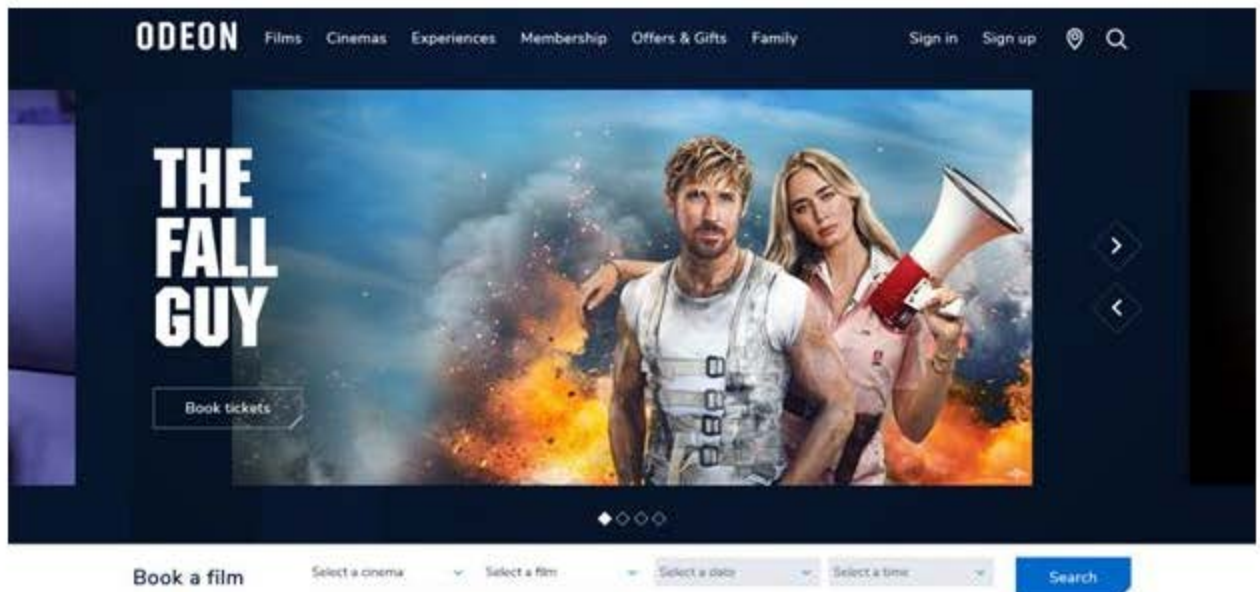 ODEON Films Cinemas Experiences Membership Offers & Gifts Family Sign in Sign up
THE
FALL
GUY
Book tickets
Book a film Select a cinema Select a film Select a date Select a time Search